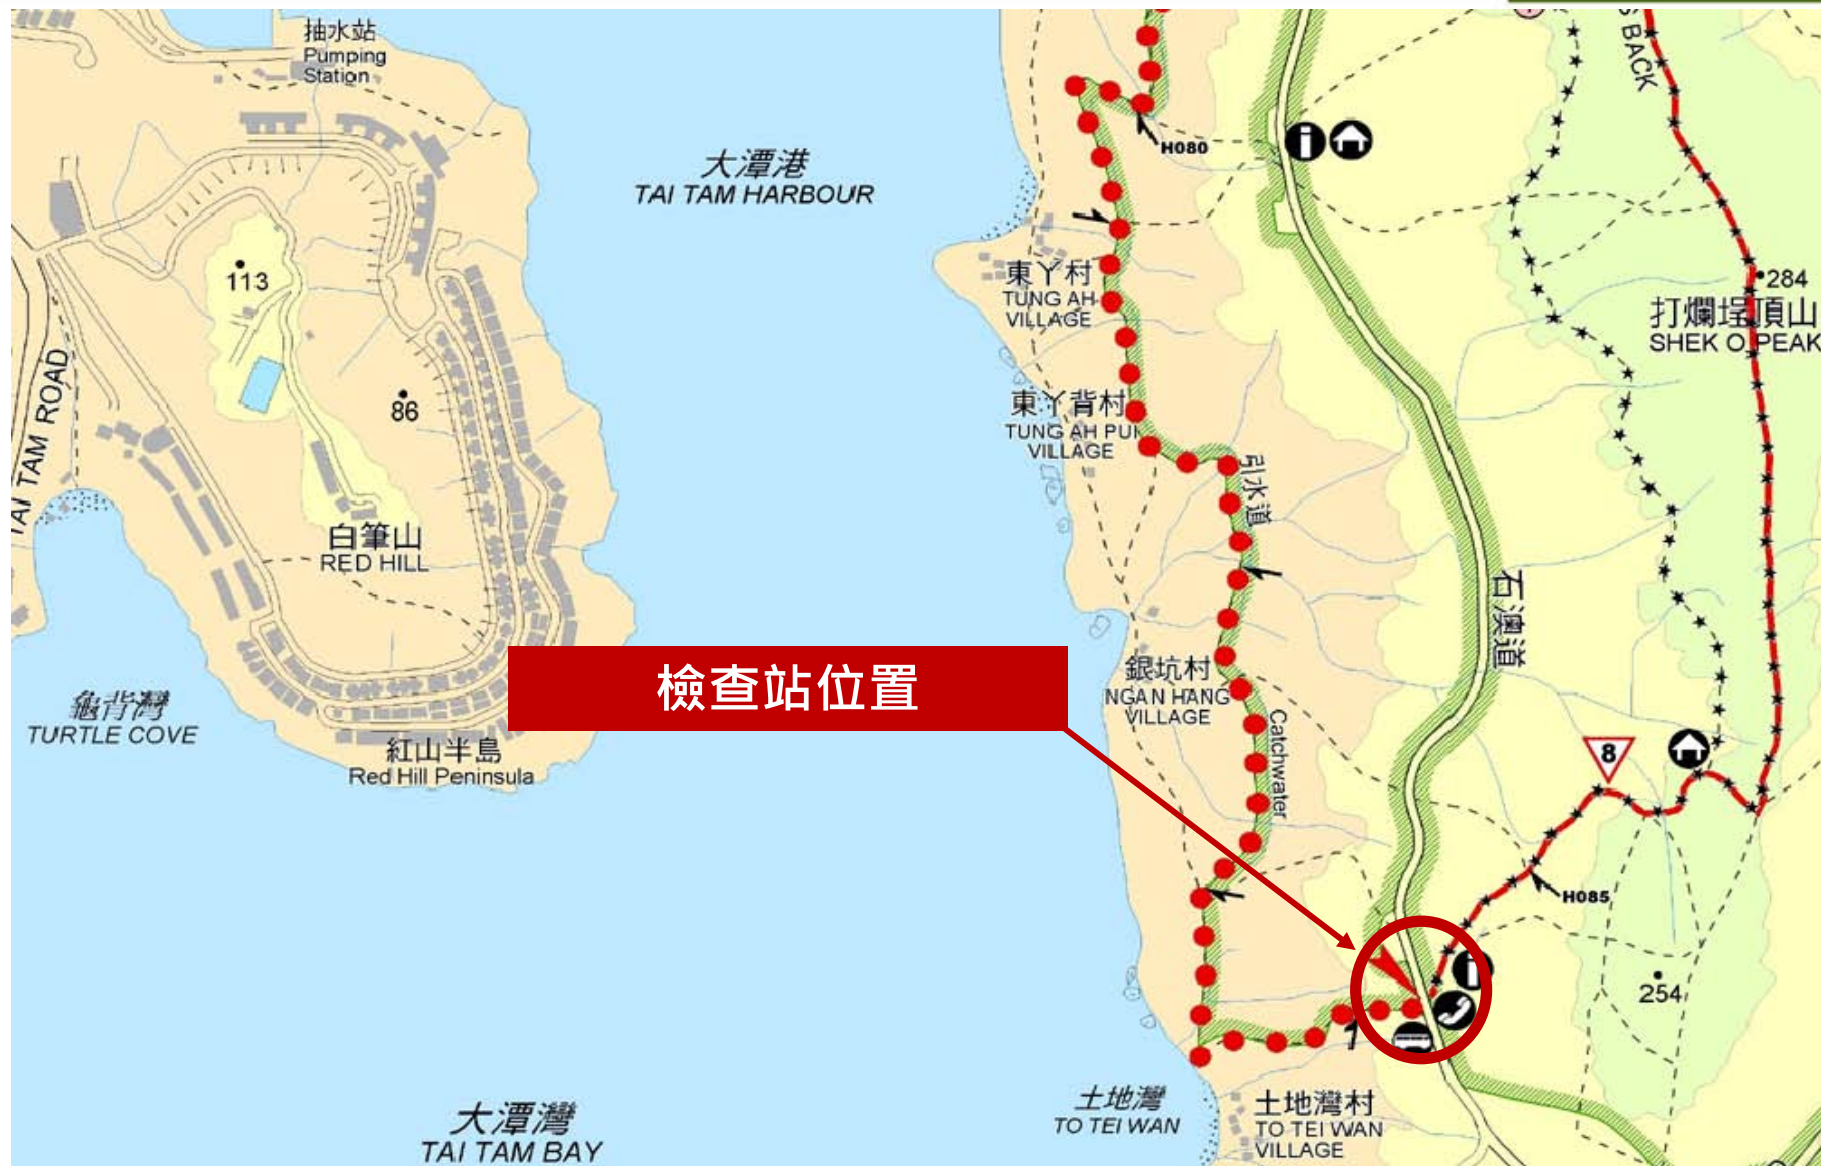 抽水站
Pumping
Station
大潭港
TAI TAM HARBOUR
H080
S BACK
113
東丫村
TUNG AH
VILLAGE
284
打爛埕頂山
SHEK O PEAK
TAI TAM ROAD
86
東丫背村
TUNG AH PUI
VILLAGE
引水道
白筆山
RED HILL
石澳道
檢查站位置
銀坑村
NGAN HANG
VILLAGE
龜背灣
TURTLE COVE
紅山半島
Red Hill Peninsula
Catchwater
8
H085
254
土地灣
TO TEI WAN
土地灣村
TO TEI WAN
VILLAGE
大潭灣
TAI TAM BAY